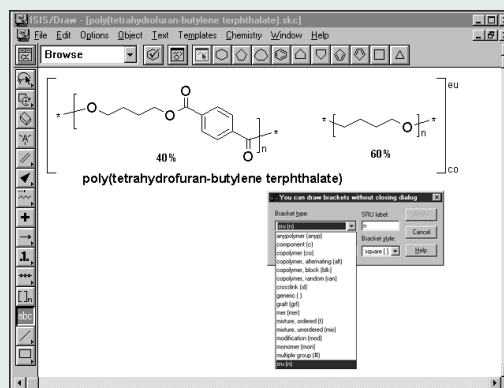 ISIS/Draw - [poly(tetrahydrofuran-butylene terphthalate).skc]
File Edit Options Object Text Templates Chemistry Window Help
Browse
eu
O
O
O
O
n
40%
O
n
60%
co
poly(tetrahydrofuran-butylene terphthalate)
You can draw brackets without closing dialog
Bracket type:
sru (n)
SRU label:
n
Apply
Cancel
Bracket style:
square [ ]
Help
anypolymer (anyp)
component (c)
copolymer (co)
copolymer, alternating (alt)
copolymer, block (blk)
copolymer, random (ran)
crosslink (xl)
generic ( )
graft (grf)
mer (mer)
mixture, ordered (f)
mixture, unordered (mix)
modification (mod)
monomer (mon)
multiple group (#)
sru (n)
A
1.
[ ]n
abc